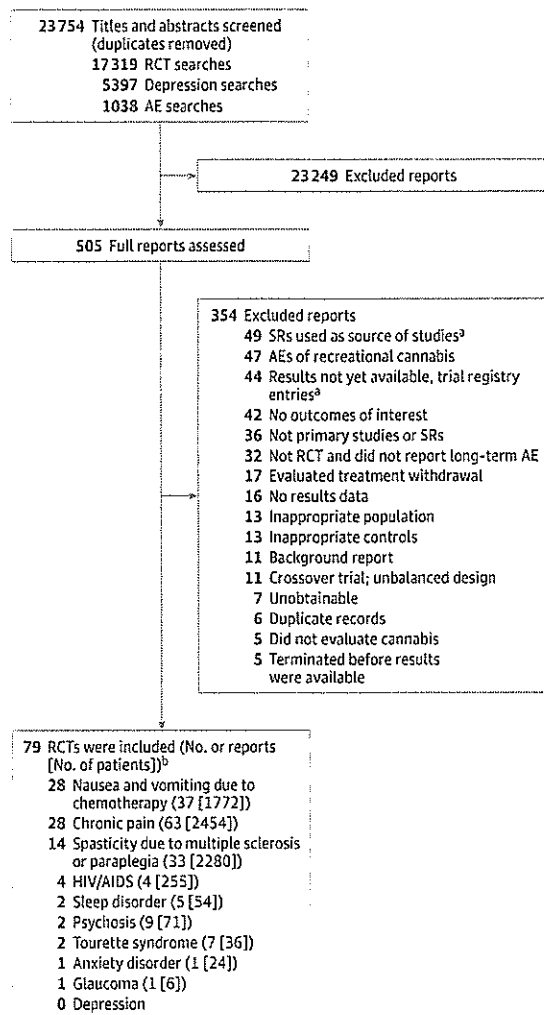 23754 Titles and abstracts screened
(duplicates removed)
17319 RCT searches
5397 Depression searches
1038 AE searches
23249 Excluded reports
505 Full reports assessed
354 Excluded reports
49 SRs used as source of studiesᵃ
47 AEs of recreational cannabis
44 Results not yet available, trial registry
entriesᵃ
42 No outcomes of interest
36 Not primary studies or SRs
32 Not RCT and did not report long-term AE
17 Evaluated treatment withdrawal
16 No results data
13 Inappropriate population
13 Inappropriate controls
11 Background report
11 Crossover trial; unbalanced design
7 Unobtainable
6 Duplicate records
5 Did not evaluate cannabis
5 Terminated before results
were available
79 RCTs were included (No. or reports
[No. of patients])ᵇ
28 Nausea and vomiting due to
chemotherapy (37 [1772])
28 Chronic pain (63 [2454])
14 Spasticity due to multiple sclerosis
or paraplegia (33 [2280])
4 HIV/AIDS (4 [255])
2 Sleep disorder (5 [54])
2 Psychosis (9 [71])
2 Tourette syndrome (7 [36])
1 Anxiety disorder (1 [24])
1 Glaucoma (1 [6])
0 Depression